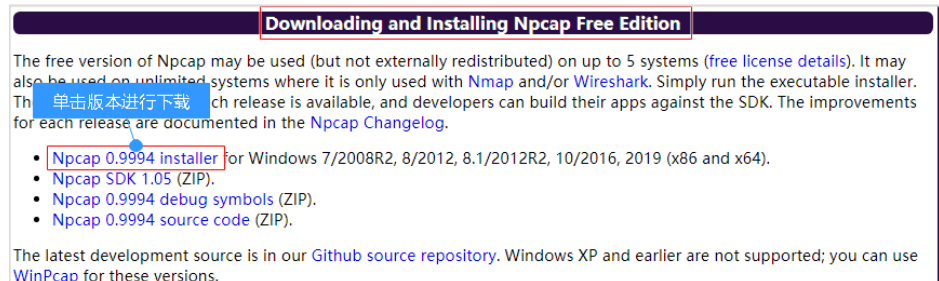 Downloading and Installing Npcap Free Edition
The free version of Npcap may be used (but not externally redistributed) on up to 5 systems (free license details). It may
also be used on unlimited systems where it is only used with Nmap and/or Wireshark. Simply run the executable installer.
单击版本进行下载
ch release is available, and developers can build their apps against the SDK. The improvements
for each release are documented in the Npcap Changelog.
• Npcap 0.9994 installer for Windows 7/2008R2, 8/2012, 8.1/2012R2, 10/2016, 2019 (x86 and x64).
• Npcap SDK 1.05 (ZIP).
• Npcap 0.9994 debug symbols (ZIP).
• Npcap 0.9994 source code (ZIP).
The latest development source is in our Github source repository. Windows XP and earlier are not supported; you can use
WinPcap for these versions.